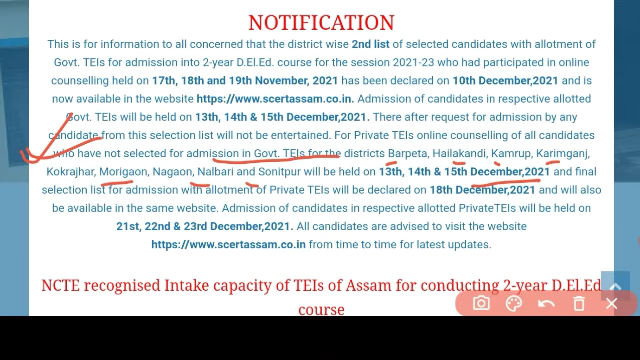 NOTIFICATION
This is for information to all concerned that the district wise 2nd list of selected candidates with allotment of
Govt. TEIs for admission into 2-year D.El.Ed. course for the session 2021-23 who had participated in online
counselling held on 17th, 18th and 19th November, 2021 has been declared on 10th December,2021 and is
now available in the website https://www.scertassam.co.in. Admission of candidates in respective allotted
Govt. TEIs will be held on 13th, 14th & 15th December,2021. There after request for admission by any
candidate from this selection list will not be entertained. For Private TEIs online counselling of all candidates
who have not selected for admission in Govt. TEIs for the districts Barpeta, Hailakandi, Kamrup, Karimganj,
Kokrajhar, Morigaon, Nagaon, Nalbari and Sonitpur will be held on 13th, 14th & 15th December,2021 and final
selection list for admission with allotment of Private TEIs will be declared on 18th December,2021 and will also
be available in the same website. Admission of candidates in respective allotted PrivateTEIs will be held on
21st, 22nd & 23rd December,2021. All candidates are advised to visit the website
https://www.scertassam.co.in from time to time for latest updates.
NCTE recognised Intake capacity of TEIs of Assam for conducting 2-year D.El.Ed
course